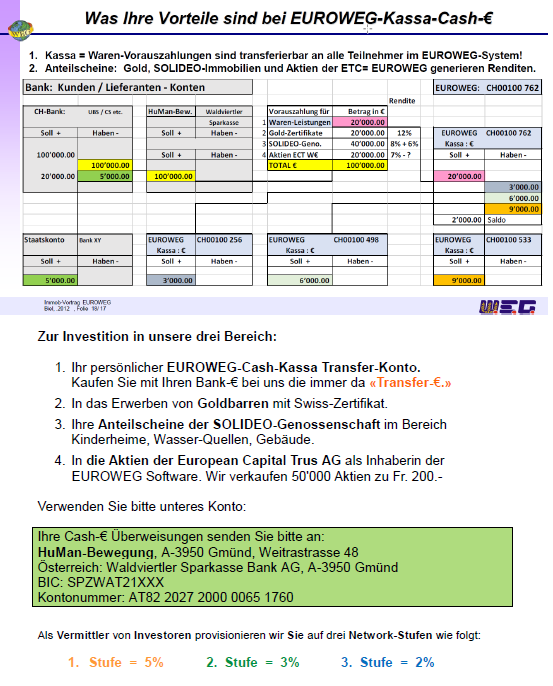 Was Ihre Vorteile sind bei EUROWEG-Kassa-Cash-€
WEG
1. Kassa = Waren-Vorauszahlungen sind transferierbar an alle Teilnehmer im EUROWEG-System!
2. Anteilscheine: Gold, SOLIDEO-Immobilien und Aktien der ETC= EUROWEG generieren Renditen.
Bank: Kunden / Lieferanten - Konten EUROWEG: CH00100 762
Rendite
CH-Bank: UBS / CS etc. HuMan-Bew. Waldviertler Sparkasse Vorauszahlung für Betrag in €
1 Waren-Leistungen 20'000.00
Soll + Haben - Soll + Haben - 2 Gold-Zertifikate 20'000.00 12% EUROWEG CH00100 762
3 SOLIDEO-Geno. 40'000.00 8% + 6% Kassa : €
100'000.00 Soll + Haben - 4 Aktien ECT W€ 20'000.00 7% - ? Soll + Haben -
100'000.00 TOTAL € 100'000.00
20'000.00 5'000.00 100'000.00 20'000.00
3'000.00
6'000.00
9'000.00
2'000.00 Saldo
Staatskonto Bank XY EUROWEG CH00100 256 EUROWEG CH00100 498 EUROWEG CH00100 533
Kassa : € Kassa : € Kassa : €
Soll + Haben - Soll + Haben - Soll + Haben - Soll + Haben -
5'000.00 3'000.00 6'000.00 9'000.00
Immob-Vortrag EUROWEG
Biel,.2012 , Folie 16/17
W.E.G.
Zur Investition in unsere drei Bereich:
1. Ihr persönlicher EUROWEG-Cash-Kassa Transfer-Konto.
Kaufen Sie mit Ihren Bank-€ bei uns die immer da «Transfer-€.»
2. In das Erwerben von Goldbarren mit Swiss-Zertifikat.
3. Ihre Anteilscheine der SOLIDEO-Genossenschaft im Bereich
Kinderheime, Wasser-Quellen, Gebäude.
4. In die Aktien der European Capital Trus AG als Inhaberin der
EUROWEG Software. Wir verkaufen 50'000 Aktien zu Fr. 200.-
Verwenden Sie bitte unteres Konto:
Ihre Cash-€ Überweisungen senden Sie bitte an:
HuMan-Bewegung, A-3950 Gmünd, Weitrastrasse 48
Österreich: Waldviertler Sparkasse Bank AG, A-3950 Gmünd
BIC: SPZWAT21XXX
Kontonummer: AT82 2027 2000 0065 1760
Als Vermittler von Investoren provisionieren wir Sie auf drei Network-Stufen wie folgt:
1. Stufe = 5% 2. Stufe = 3% 3. Stufe = 2%